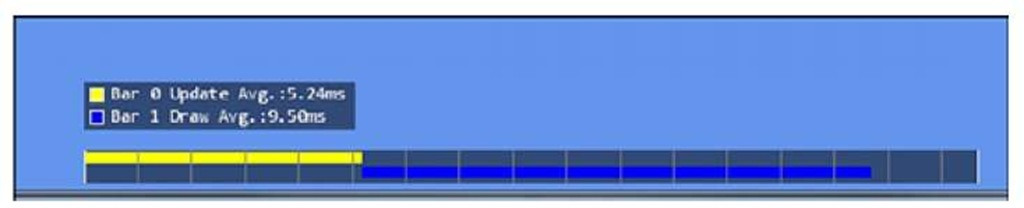 Bar 0 Update Avg.:5.24ms
Bar 1 Draw Avg.:9.50ms